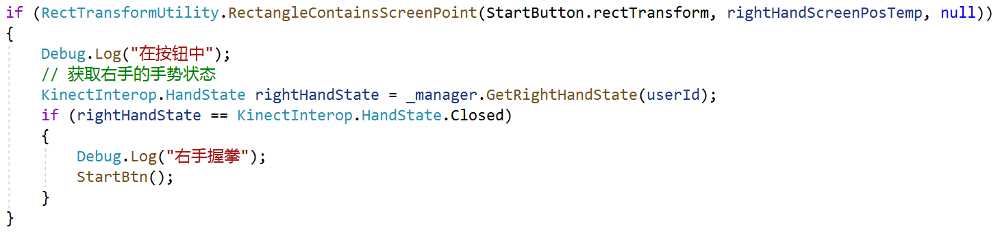 if (RectTransformUtility.RectangleContainsScreenPoint(StartButton.rectTransform, rightHandScreenPosTemp, null))
{
    Debug.Log("在按钮中");
    // 获取右手的手势状态
    KinectInterop.HandState rightHandState = _manager.GetRightHandState(userId);
    if (rightHandState == KinectInterop.HandState.Closed)
    {
        Debug.Log("右手握拳");
        StartBtn();
    }
}